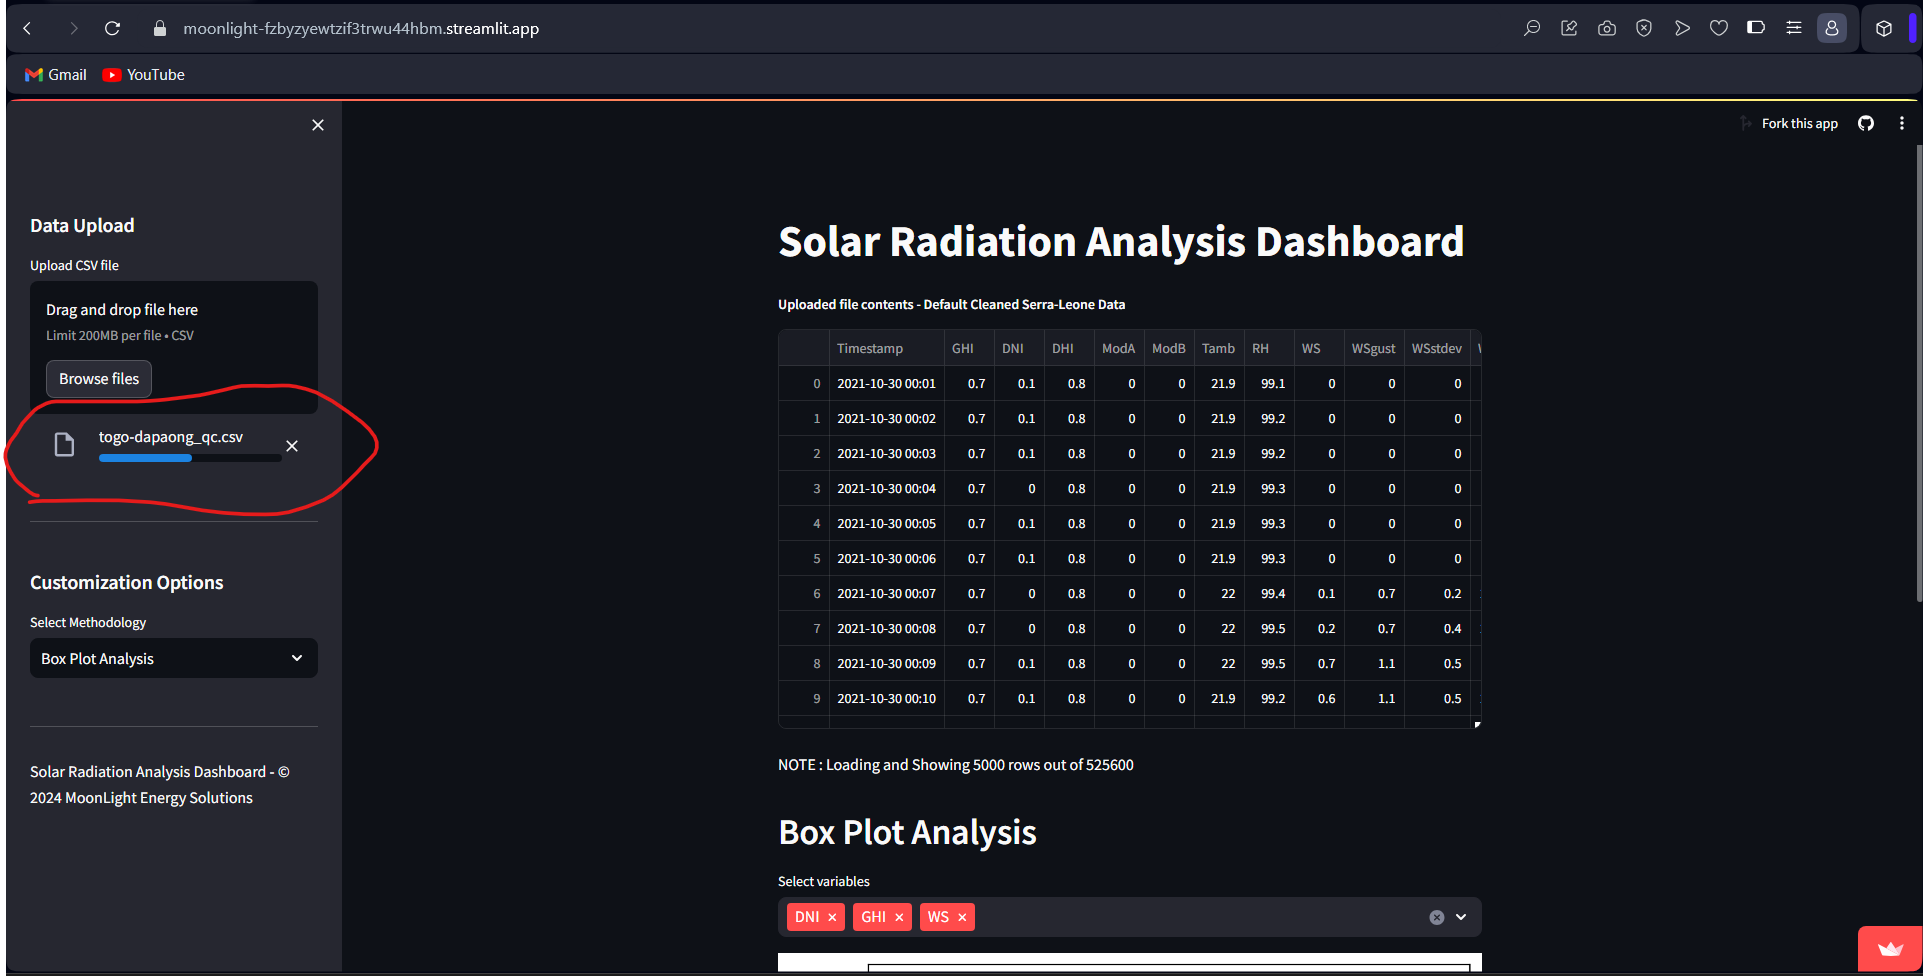 moonlight-fzbyzyewtzif3trwu44hbm.streamlit.app
Gmail YouTube
Fork this app
Data Upload
Upload CSV file
Drag and drop file here
Limit 200MB per file • CSV
Browse files
togo-dapaong_qc.csv
Customization Options
Select Methodology
Box Plot Analysis
Solar Radiation Analysis Dashboard - ©
2024 MoonLight Energy Solutions
Solar Radiation Analysis Dashboard
Uploaded file contents - Default Cleaned Serra-Leone Data
Timestamp GHI DNI DHI ModA ModB Tamb RH WS WSgust WSstdev
0 2021-10-30 00:01 0.7 0.1 0.8 0 0 21.9 99.1 0 0 0
1 2021-10-30 00:02 0.7 0.1 0.8 0 0 21.9 99.2 0 0 0
2 2021-10-30 00:03 0.7 0.1 0.8 0 0 21.9 99.2 0 0 0
3 2021-10-30 00:04 0.7 0 0.8 0 0 21.9 99.3 0 0 0
4 2021-10-30 00:05 0.7 0.1 0.8 0 0 21.9 99.3 0 0 0
5 2021-10-30 00:06 0.7 0.1 0.8 0 0 21.9 99.3 0 0 0
6 2021-10-30 00:07 0.7 0 0.8 0 0 22 99.4 0.1 0.7 0.2
7 2021-10-30 00:08 0.7 0 0.8 0 0 22 99.5 0.2 0.7 0.4
8 2021-10-30 00:09 0.7 0.1 0.8 0 0 22 99.5 0.7 1.1 0.5
9 2021-10-30 00:10 0.7 0.1 0.8 0 0 21.9 99.2 0.6 1.1 0.5
NOTE : Loading and Showing 5000 rows out of 525600
Box Plot Analysis
Select variables
DNI GHI WS